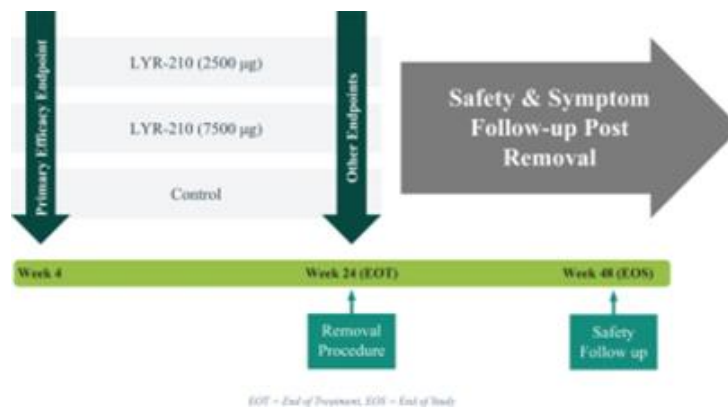 Primary Efficacy Endpoint
LYR-210 (2500 µg)
LYR-210 (7500 µg)
Control
Other Endpoints
Safety & Symptom
Follow-up Post
Removal
Week 4
Week 24 (EOT)
Week 48 (EOS)
Removal
Procedure
Safety
Follow up
EOT = End of Treatment, EOS = End of Study